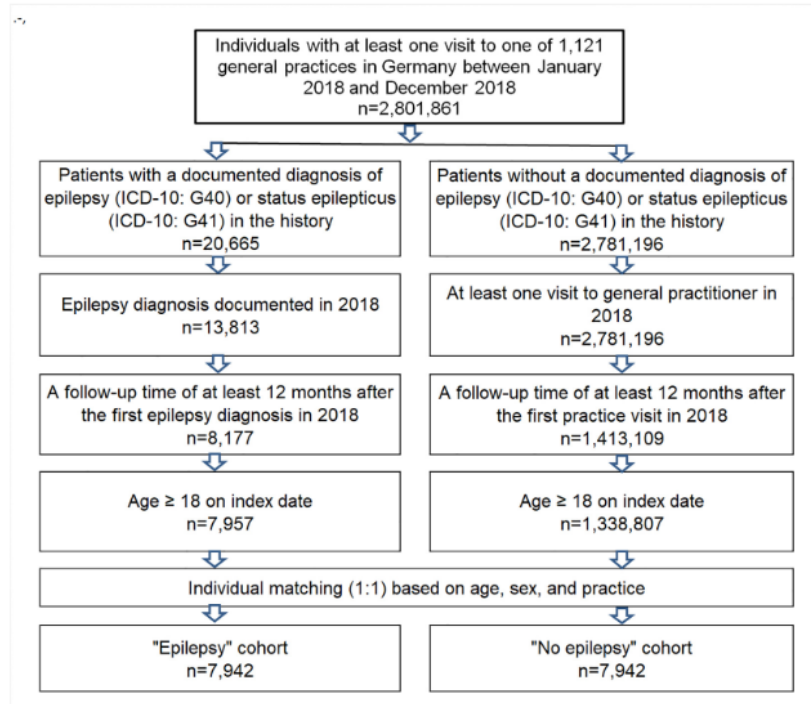 Individuals with at least one visit to one of 1,121
general practices in Germany between January
2018 and December 2018
n=2,801,861
Patients with a documented diagnosis of
epilepsy (ICD-10: G40) or status epilepticus
(ICD-10: G41) in the history
n=20,665
Patients without a documented diagnosis of
epilepsy (ICD-10: G40) or status epilepticus
(ICD-10: G41) in the history
n=2,781,196
Epilepsy diagnosis documented in 2018
n=13,813
At least one visit to general practitioner in
2018
n=2,781,196
A follow-up time of at least 12 months after
the first epilepsy diagnosis in 2018
n=8,177
A follow-up time of at least 12 months after
the first practice visit in 2018
n=1,413,109
Age ≥ 18 on index date
n=7,957
Age ≥ 18 on index date
n=1,338,807
Individual matching (1:1) based on age, sex, and practice
"Epilepsy" cohort
n=7,942
"No epilepsy" cohort
n=7,942